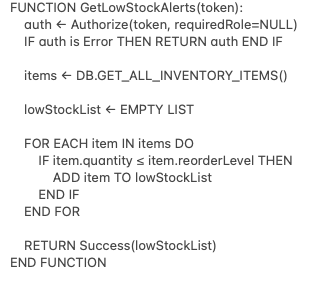 FUNCTION GetLowStockAlerts(token):
auth ← Authorize(token, requiredRole=NULL)
IF auth is Error THEN RETURN auth END IF
items ← DB.GET_ALL_INVENTORY_ITEMS()
lowStockList ← EMPTY LIST
FOR EACH item IN items DO
IF item.quantity ≤ item.reorderLevel THEN
ADD item TO lowStockList
END IF
END FOR
RETURN Success(lowStockList)
END FUNCTION